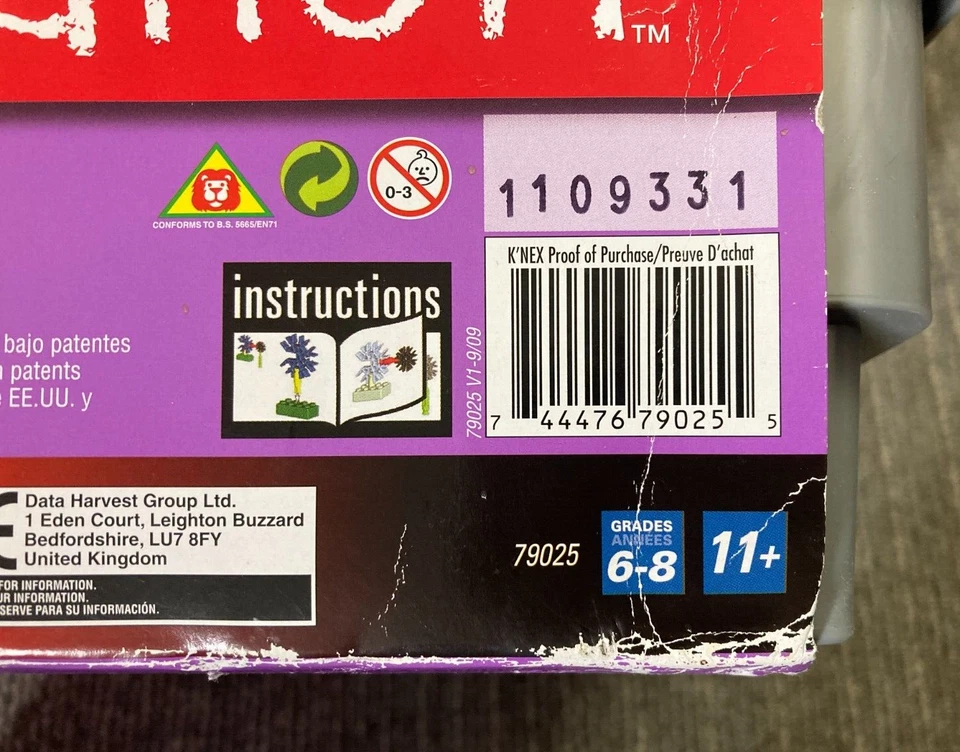 TM
CONFORMS TO B.S. 5665/EN71
0-3
1109331
K'NEX Proof of Purchase/Preuve D'achat
7 44476 79025 5
79025 V1-9/09
instructions
bajo patentes
patents
EE.UU. y
Data Harvest Group Ltd.
1 Eden Court, Leighton Buzzard
Bedfordshire, LU7 8FY
United Kingdom
FOR INFORMATION.
INFORMATION.
PARA SU INFORMACIÓN.
79025
GRADES
ANNÉES
6-8
11+